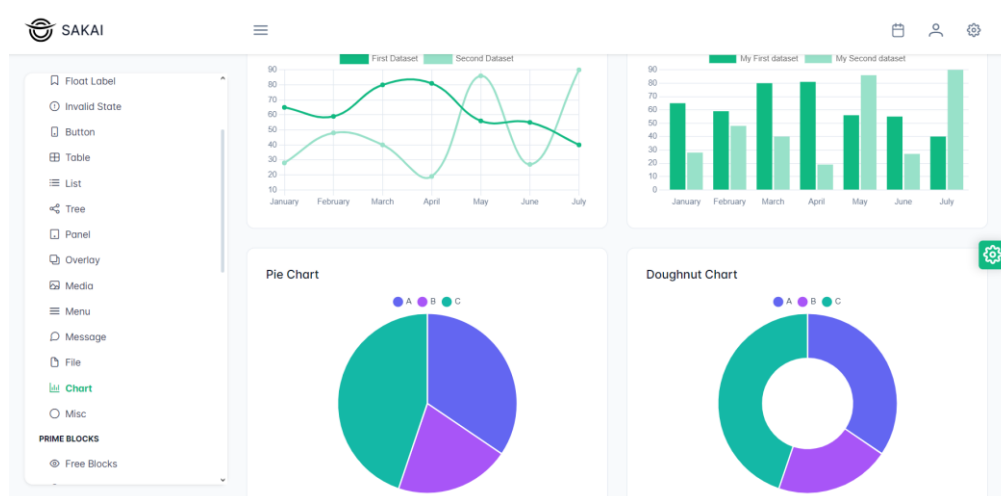 SAKAI
Float Label
Invalid State
Button
Table
List
Tree
Panel
Overlay
Media
Menu
Message
File
Chart
Misc
PRIME BLOCKS
Free Blocks
First Dataset Second Dataset
90
80
70
60
50
40
30
20
10
January February March April May June July
My First dataset My Second dataset
90
80
70
60
50
40
30
20
10
0
January February March April May June July
Pie Chart
A B C
Doughnut Chart
A B C